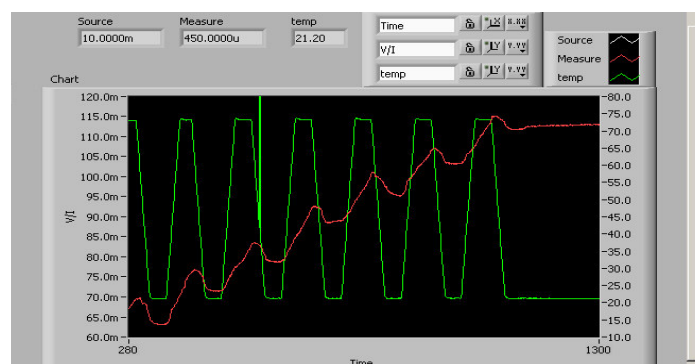 Source Measure temp
10.0000m 450.0000u 21.20
Time
V/I
temp
Source
Measure
temp
Chart
120.0m
115.0m
110.0m
105.0m
100.0m
95.0m
90.0m
85.0m
80.0m
75.0m
70.0m
65.0m
60.0m
V/I
80.0
75.0
70.0
65.0
60.0
55.0
50.0
45.0
40.0
35.0
30.0
25.0
20.0
15.0
10.0
280 1300
Time